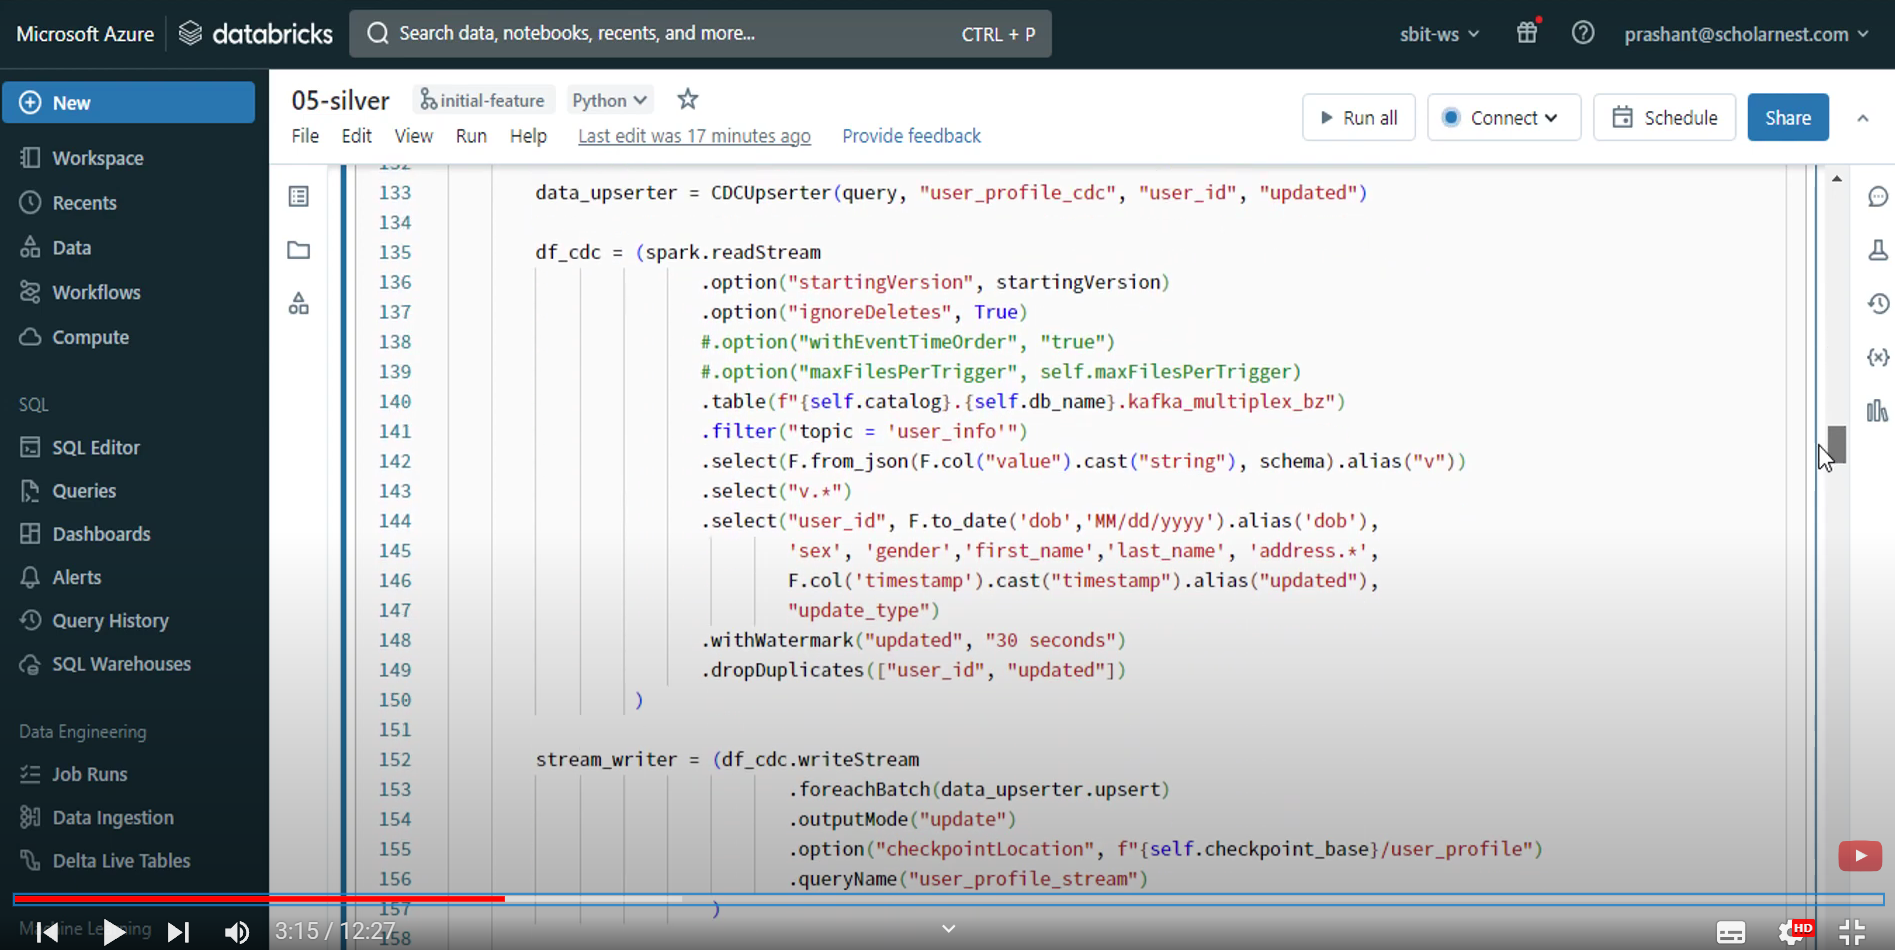 Microsoft Azure databricks Search data, notebooks, recents, and more... CTRL + P sbit-ws prashant@scholarnest.com
New
Workspace
Recents
Data
Workflows
Compute
SQL
SQL Editor
Queries
Dashboards
Alerts
Query History
SQL Warehouses
Data Engineering
Job Runs
Data Ingestion
Delta Live Tables
Machine Learning
05-silver initial-feature Python
Run all Connect Schedule Share
File Edit View Run Help Last edit was 17 minutes ago Provide feedback
132
133 data_upserter = CDCUpserter(query, "user_profile_cdc", "user_id", "updated")
134
135 df_cdc = (spark.readStream
136 .option("startingVersion", startingVersion)
137 .option("ignoreDeletes", True)
138 #.option("withEventTimeOrder", "true")
139 #.option("maxFilesPerTrigger", self.maxFilesPerTrigger)
140 .table(f"{self.catalog}.{self.db_name}.kafka_multiplex_bz")
141 .filter("topic = 'user_info'")
142 .select(F.from_json(F.col("value").cast("string"), schema).alias("v"))
143 .select("v.*")
144 .select("user_id", F.to_date('dob','MM/dd/yyyy').alias('dob'),
145 'sex', 'gender','first_name','last_name', 'address.*',
146 F.col('timestamp').cast("timestamp").alias("updated"),
147 "update_type")
148 .withWatermark("updated", "30 seconds")
149 .dropDuplicates(["user_id", "updated"])
150 )
151
152 stream_writer = (df_cdc.writeStream
153 .foreachBatch(data_upserter.upsert)
154 .outputMode("update")
155 .option("checkpointLocation", f"{self.checkpoint_base}/user_profile")
156 .queryName("user_profile_stream")
157 )
158
3:15 / 12:27 HD